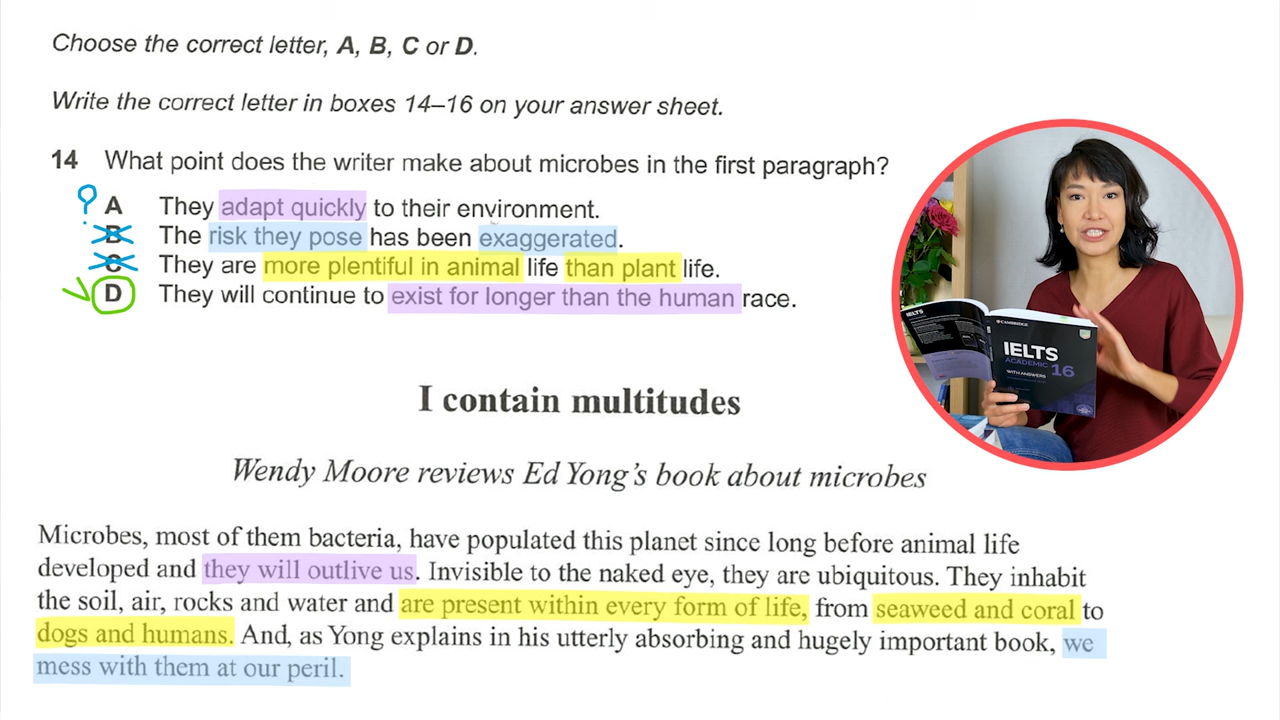 Choose the correct letter, A, B, C or D.
Write the correct letter in boxes 14–16 on your answer sheet.
14 What point does the writer make about microbes in the first paragraph?
A They adapt quickly to their environment.
B The risk they pose has been exaggerated.
C They are more plentiful in animal life than plant life.
D They will continue to exist for longer than the human race.
IELTS
CAMBRIDGE
IELTS
ACADEMIC 16
WITH ANSWERS
I contain multitudes
Wendy Moore reviews Ed Yong's book about microbes
Microbes, most of them bacteria, have populated this planet since long before animal life
developed and they will outlive us. Invisible to the naked eye, they are ubiquitous. They inhabit
the soil, air, rocks and water and are present within every form of life, from seaweed and coral to
dogs and humans. And, as Yong explains in his utterly absorbing and hugely important book, we
mess with them at our peril.